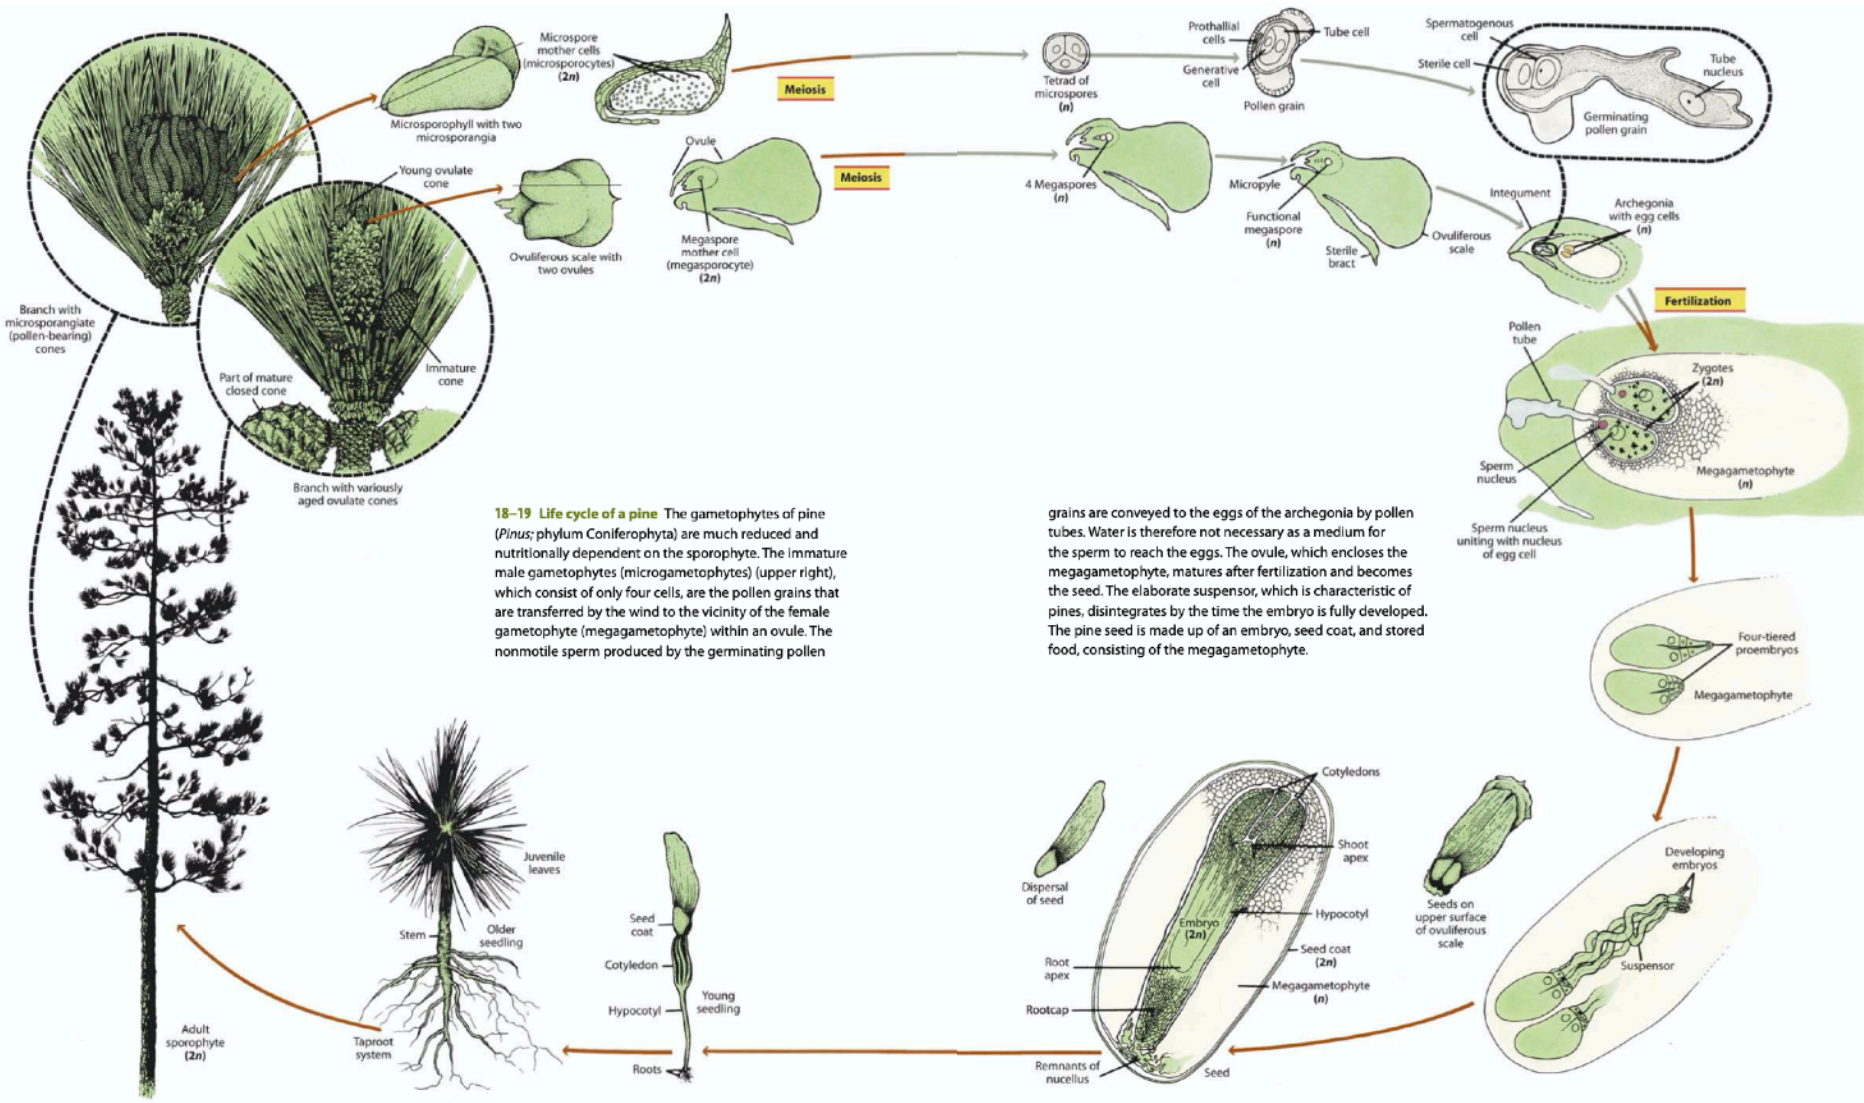 Microspore
mother cells
(microsporocytes)
(2n)
Microsporophyll with two
microsporangia
Meiosis
Tetrad of
microspores
(n)
Prothallial
cells
Generative
cell
Tube cell
Pollen grain
Spermatogenous
cell
Sterile cell
Tube
nucleus
Germinating
pollen grain
Young ovulate
cone
Ovuliferous scale with
two ovules
Ovule
Megaspore
mother cell
(megasporocyte)
(2n)
Meiosis
4 Megaspores
(n)
Micropyle
Functional
megaspore
(n)
Sterile
bract
Ovuliferous
scale
Integument
Archegonia
with egg cells
(n)
Fertilization
Branch with
microsporangiate
(pollen-bearing)
cones
Part of mature
closed cone
Immature
cone
Branch with variously
aged ovulate cones
Pollen
tube
Zygotes
(2n)
Sperm
nucleus
Megagametophyte
(n)
Sperm nucleus
uniting with nucleus
of egg cell
18–19 Life cycle of a pine The gametophytes of pine
(Pinus; phylum Coniferophyta) are much reduced and
nutritionally dependent on the sporophyte. The immature
male gametophytes (microgametophytes) (upper right),
which consist of only four cells, are the pollen grains that
are transferred by the wind to the vicinity of the female
gametophyte (megagametophyte) within an ovule. The
nonmotile sperm produced by the germinating pollen
grains are conveyed to the eggs of the archegonia by pollen
tubes. Water is therefore not necessary as a medium for
the sperm to reach the eggs. The ovule, which encloses the
megagametophyte, matures after fertilization and becomes
the seed. The elaborate suspensor, which is characteristic of
pines, disintegrates by the time the embryo is fully developed.
The pine seed is made up of an embryo, seed coat, and stored
food, consisting of the megagametophyte.
Four-tiered
proembryos
Megagametophyte
Developing
embryos
Suspensor
Seeds on
upper surface
of ovuliferous
scale
Cotyledons
Shoot
apex
Hypocotyl
Embryo
(2n)
Seed coat
(2n)
Megagametophyte
(n)
Root
apex
Rootcap
Remnants of
nucellus
Seed
Dispersal
of seed
Seed
coat
Cotyledon
Hypocotyl
Young
seedling
Roots
Juvenile
leaves
Stem
Older
seedling
Taproot
system
Adult
sporophyte
(2n)